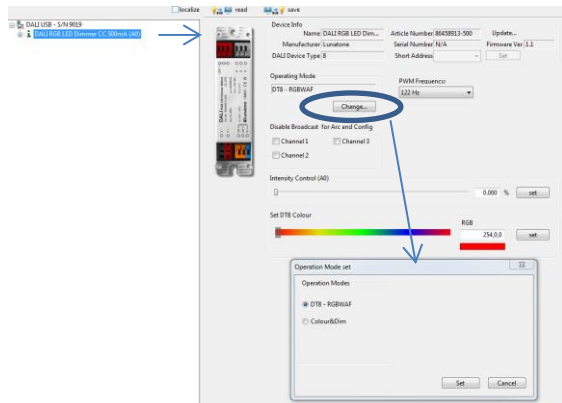 localize read save
DALI USB - S/N 9019
DALI RGB LED Dimmer CC 500mA (A0)
Device Info
Name DALI RGB LED Dim... Article Number 86458913-500 Update...
Manufacturer Lunatone Serial Number N/A Firmware Ver 1.1
DALI Device Type 8 Short Address - Set
Operating Mode
PWM Frequency:
DT8 - RGBWAF 122 Hz
Change...
Disable Broadcast for Arc and Config
Channel 1 Channel 3
Channel 2
Intensity Control (A0)
0.000 % set
Set DT8 Colour
RGB
254,0,0 set
Operation Mode set
Operation Modes
DT8 - RGBWAF
Colour&Dim
Set Cancel